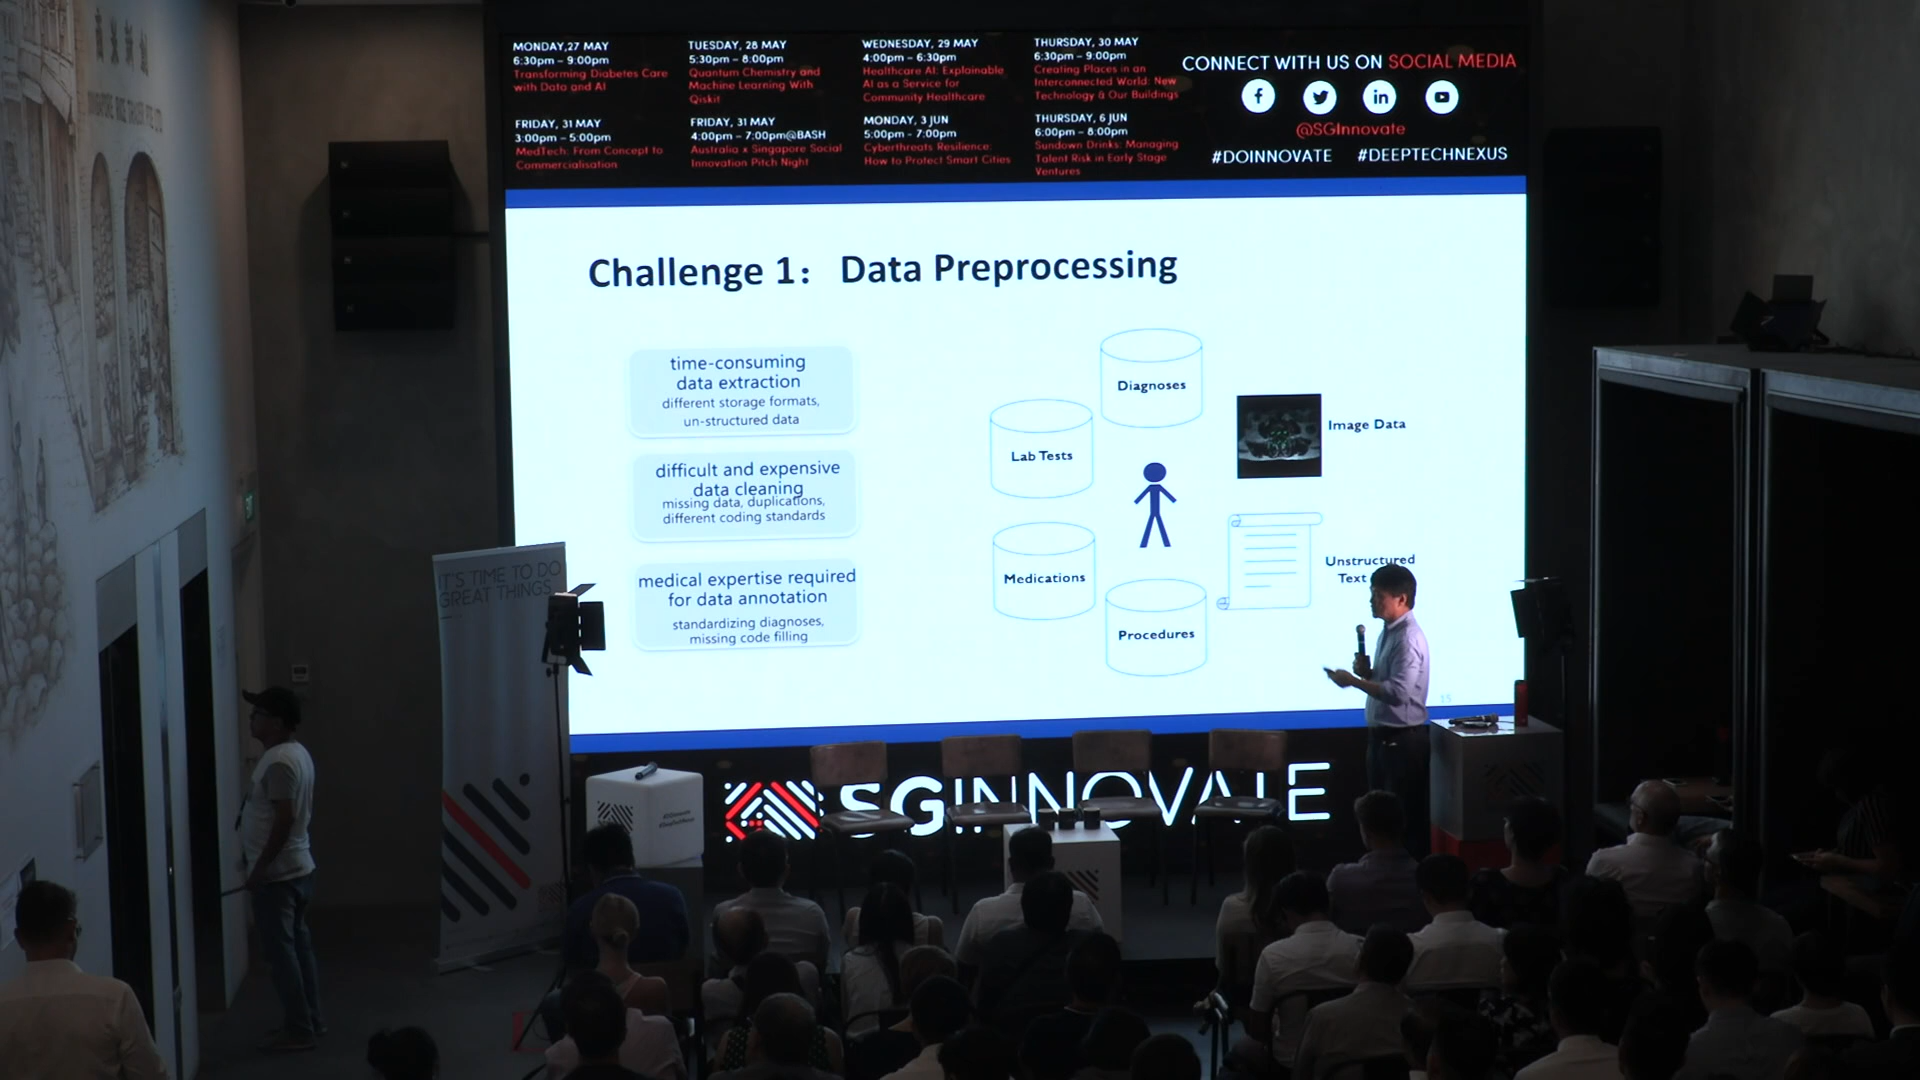 MONDAY,27 MAY
6:30pm – 9:00pm
Transforming Diabetes Care
with Data and AI
TUESDAY, 28 MAY
5:30pm – 8:00pm
Quantum Chemistry and
Machine Learning With
Qiskit
WEDNESDAY, 29 MAY
4:00pm – 6:30pm
Healthcare AI: Explainable
AI as a Service for
Community Healthcare
THURSDAY, 30 MAY
6:30pm – 9:00pm
Creating Places in an
Interconnected World: New
Technology & Our Buildings
FRIDAY, 31 MAY
3:00pm – 5:00pm
MedTech: From Concept to
Commercialisation
FRIDAY, 31 MAY
4:00pm – 7:00pm@BASH
Australia x Singapore Social
Innovation Pitch Night
MONDAY, 3 JUN
5:00pm - 7:00pm
Cyberthreats Resilience:
How to Protect Smart Cities
THURSDAY, 6 JUN
6:00pm – 8:00pm
Sundown Drinks: Managing
Talent Risk in Early Stage
Ventures
CONNECT WITH US ON SOCIAL MEDIA
@SGInnovate
#DOINNOVATE #DEEPTECHNEXUS
Challenge 1: Data Preprocessing
time-consuming
data extraction
different storage formats,
un-structured data
difficult and expensive
data cleaning
missing data, duplications,
different coding standards
medical expertise required
for data annotation
standardizing diagnoses,
missing code filling
Diagnoses
Lab Tests
Image Data
Medications
Unstructured
Text
Procedures
15
IT'S TIME TO DO
GREAT THINGS
SGINNOVATE